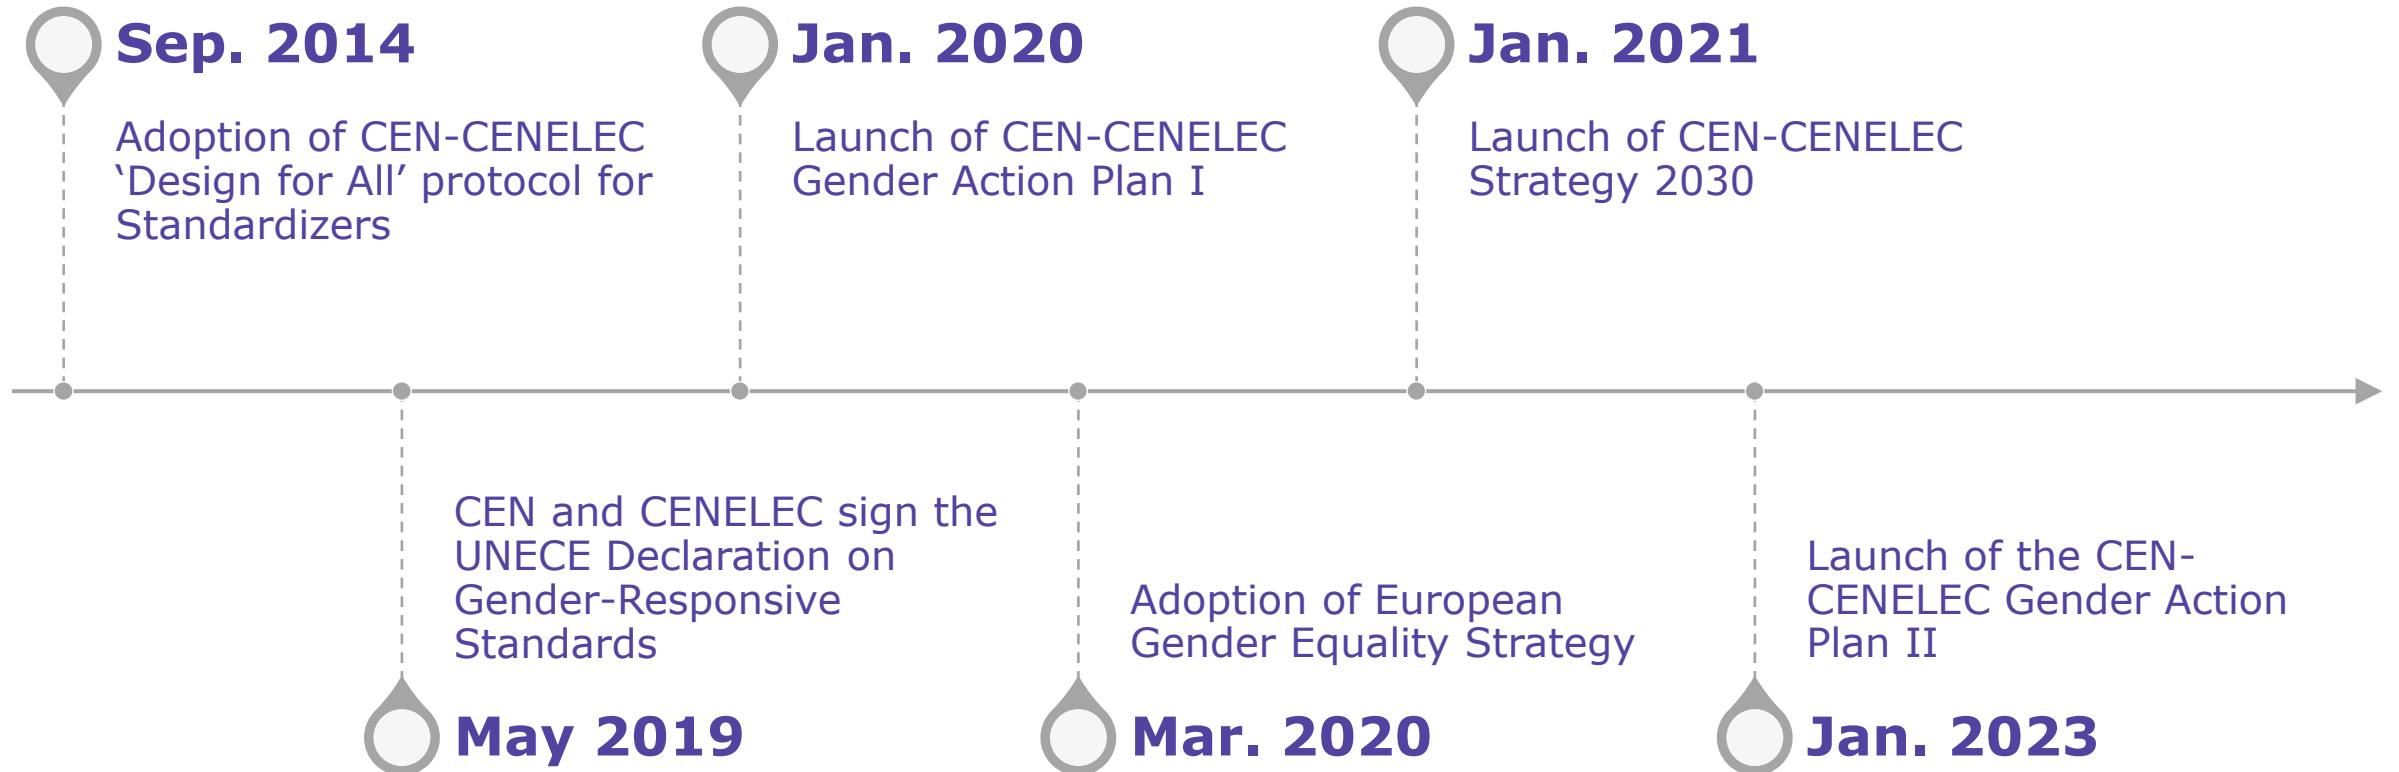 Sep. 2014
Adoption of CEN-CENELEC
‘Design for All’ protocol for
Standardizers
Jan. 2020
Launch of CEN-CENELEC
Gender Action Plan I
Jan. 2021
Launch of CEN-CENELEC
Strategy 2030
CEN and CENELEC sign the
UNECE Declaration on
Gender-Responsive
Standards
May 2019
Adoption of European
Gender Equality Strategy
Mar. 2020
Launch of the CEN-
CENELEC Gender Action
Plan II
Jan. 2023